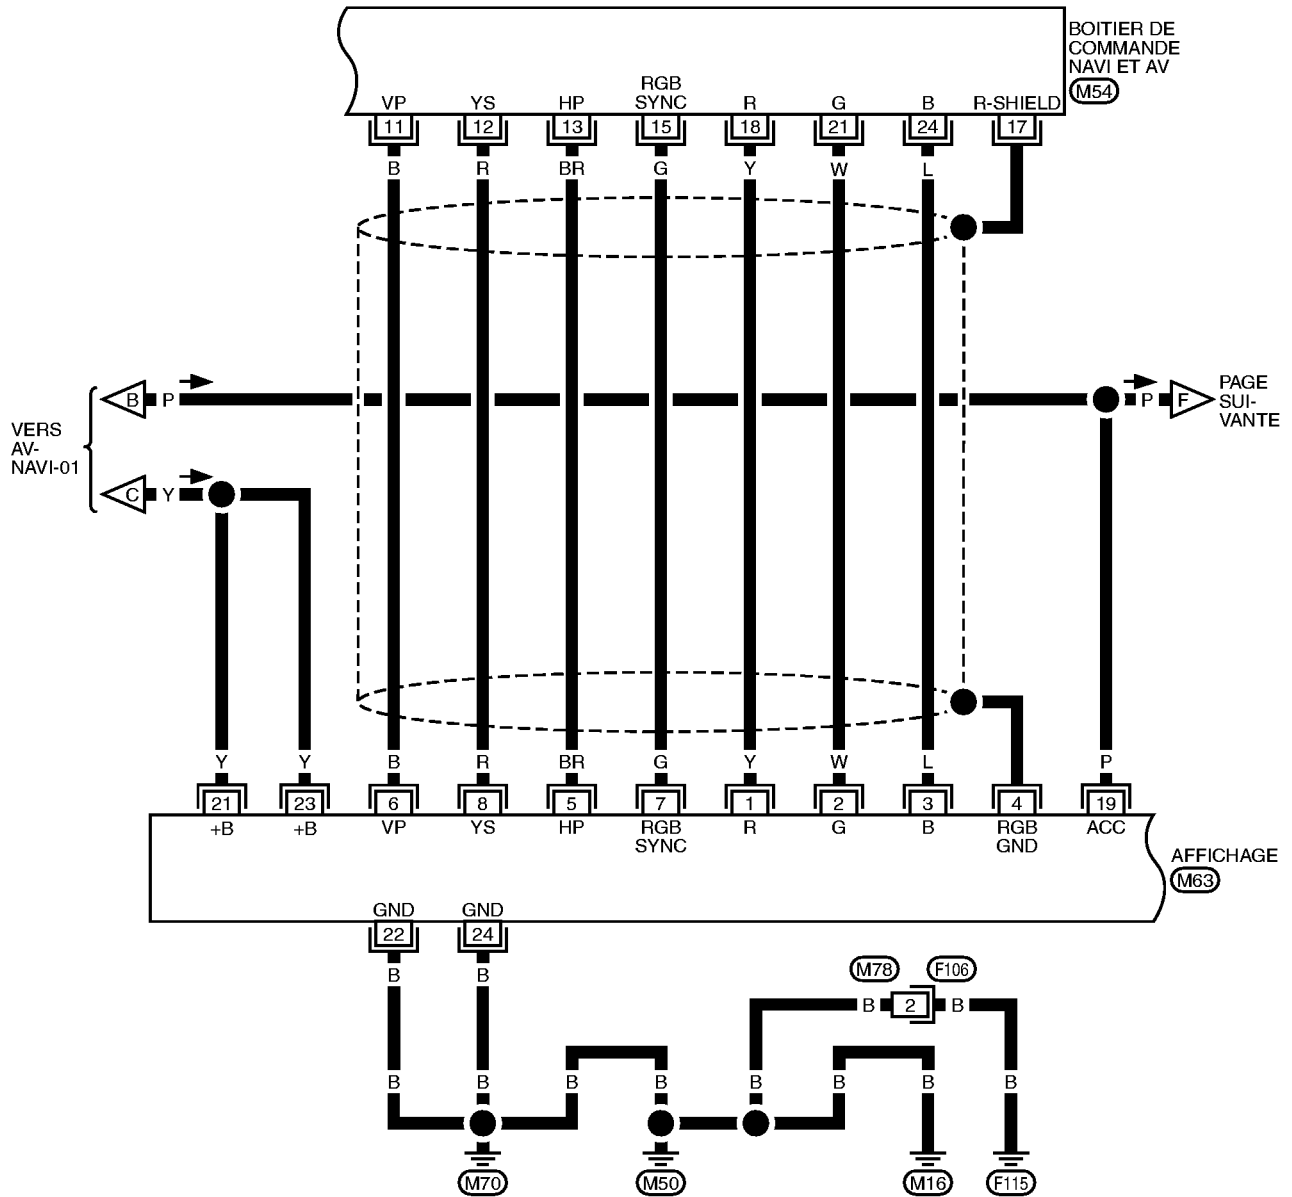 BOITIER DE
COMMANDE
NAVI ET AV
M54
VP YS HP RGB SYNC R G B R-SHIELD
11 12 13 15 18 21 24 17
B R BR G Y W L
B P
P F
PAGE
SUI-
VANTE
VERS
AV-
NAVI-01
C Y
Y Y B R BR G Y W L P
21 23 6 8 5 7 1 2 3 4 19
+B +B VP YS HP RGB SYNC R G B RGB GND ACC
AFFICHAGE
M63
GND GND
22 24
B B
M78 F106
B 2 B
B B B B B B B B
M70 M50 M16 F115